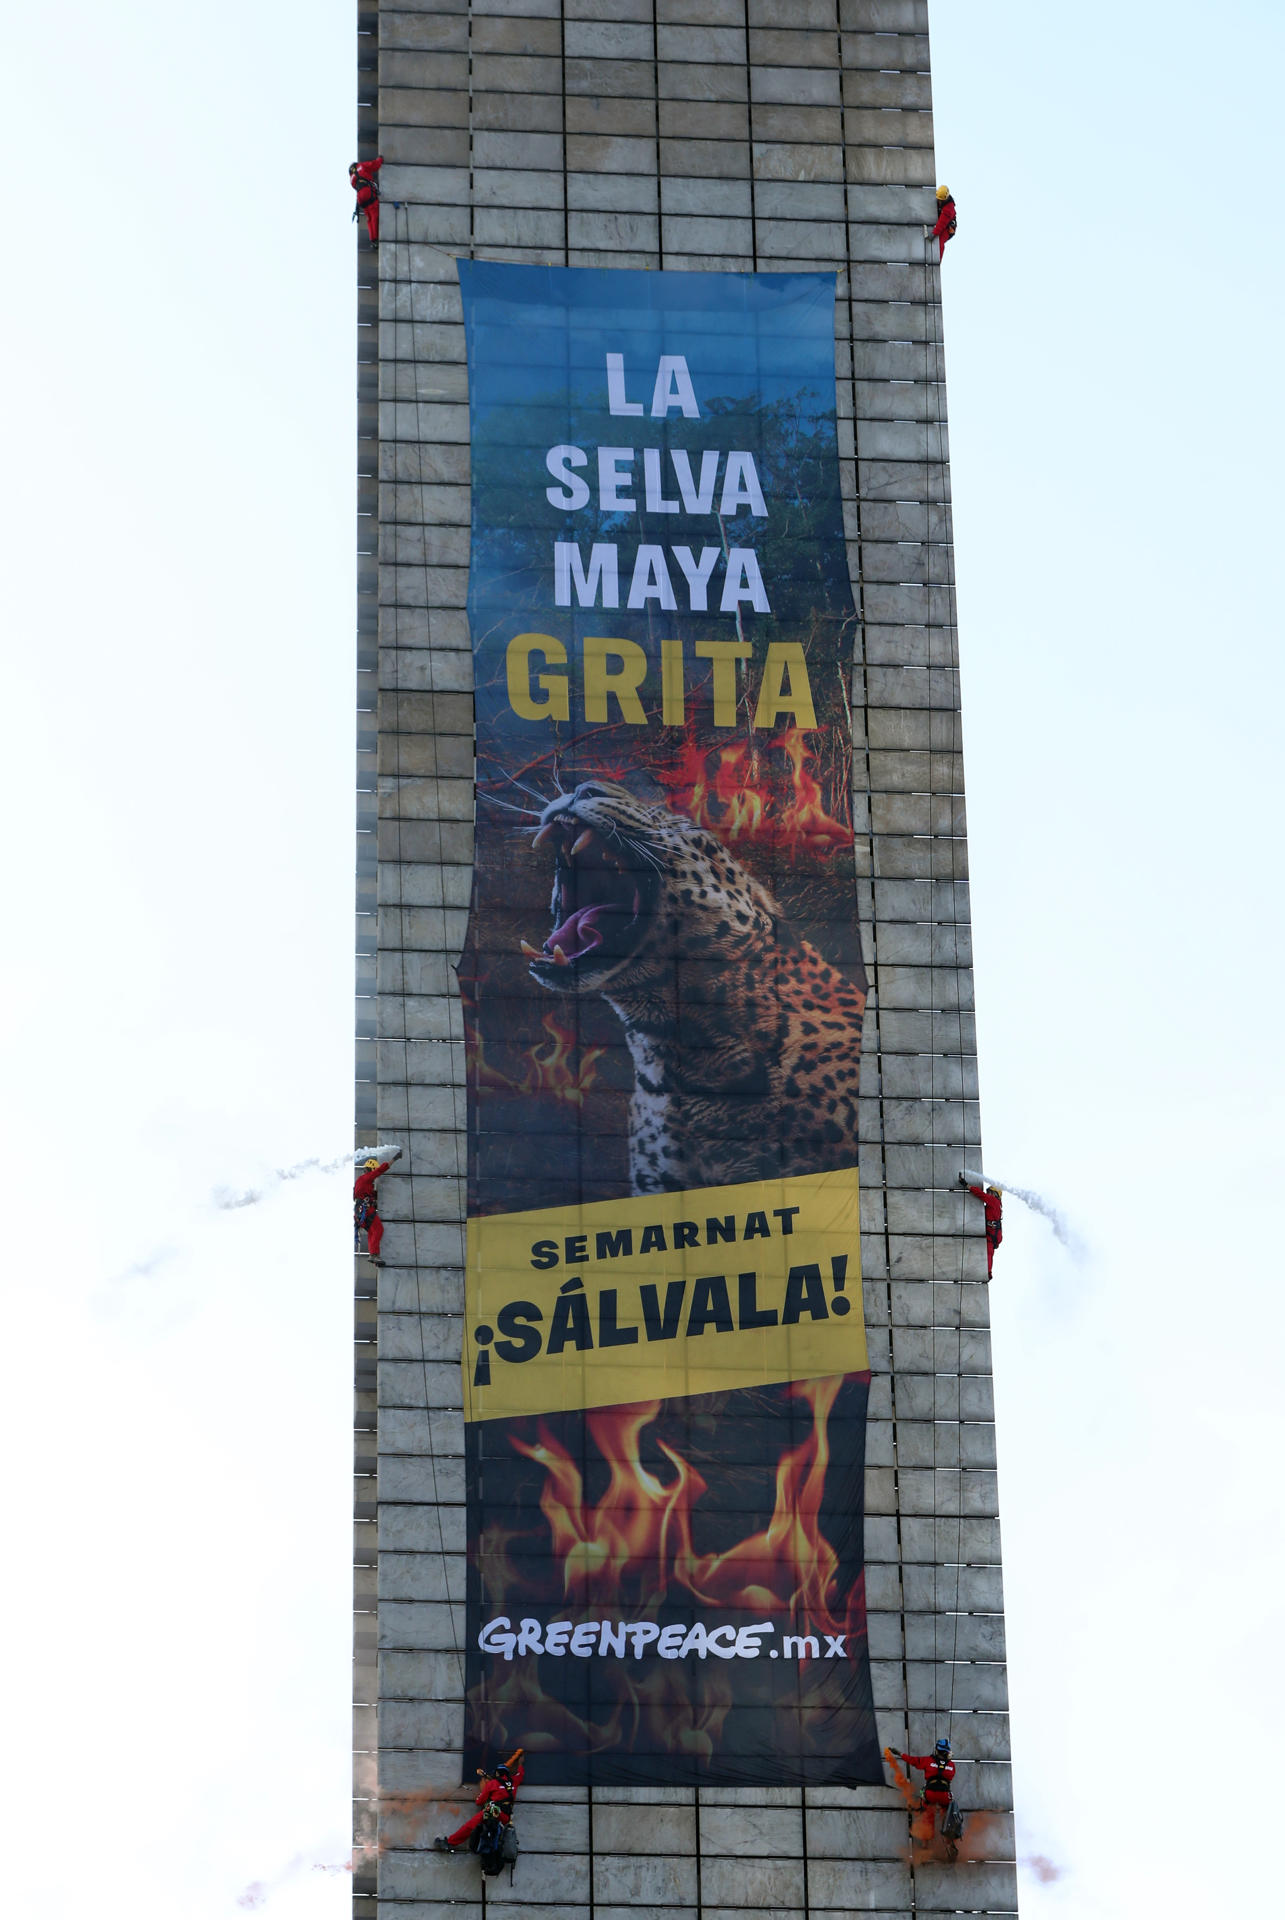 LA
SELVA
MAYA
GRITA
SEMARNAT
¡SÁLVALA!
GREENPEACE.mx